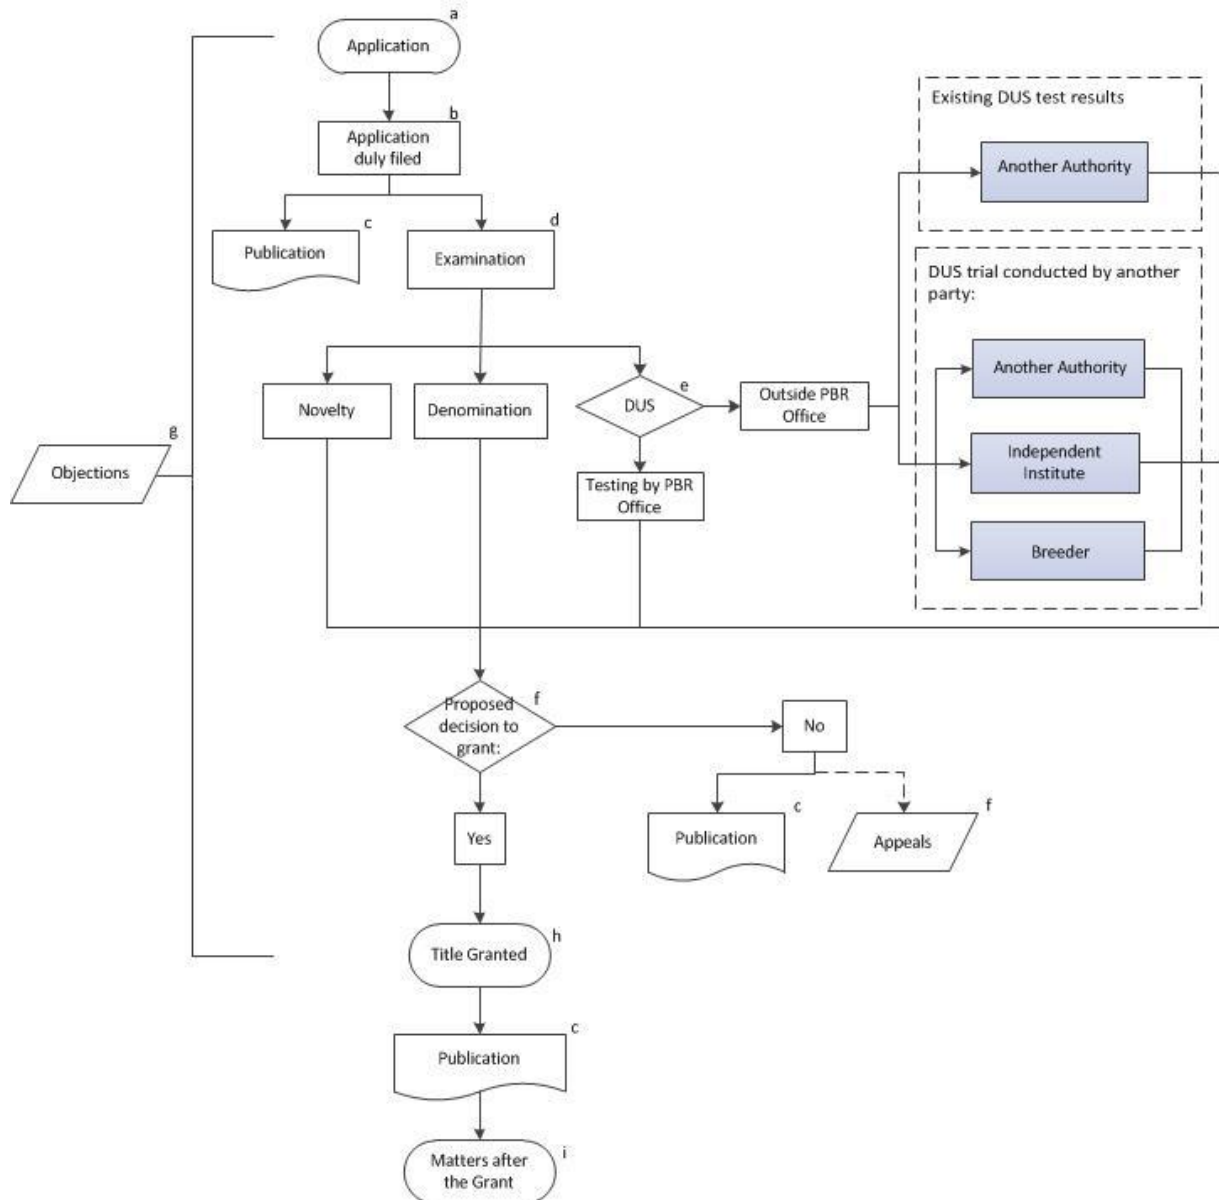 a
Application
b
Application
duly filed
c
Publication
d
Examination
Existing DUS test results
Another Authority
DUS trial conducted by another
party:
Another Authority
Independent
Institute
Breeder
Novelty
Denomination
e
DUS
Outside PBR
Office
Testing by PBR
Office
g
Objections
f
Proposed
decision to
grant:
No
c
Publication
f
Appeals
Yes
h
Title Granted
c
Publication
i
Matters after
the Grant